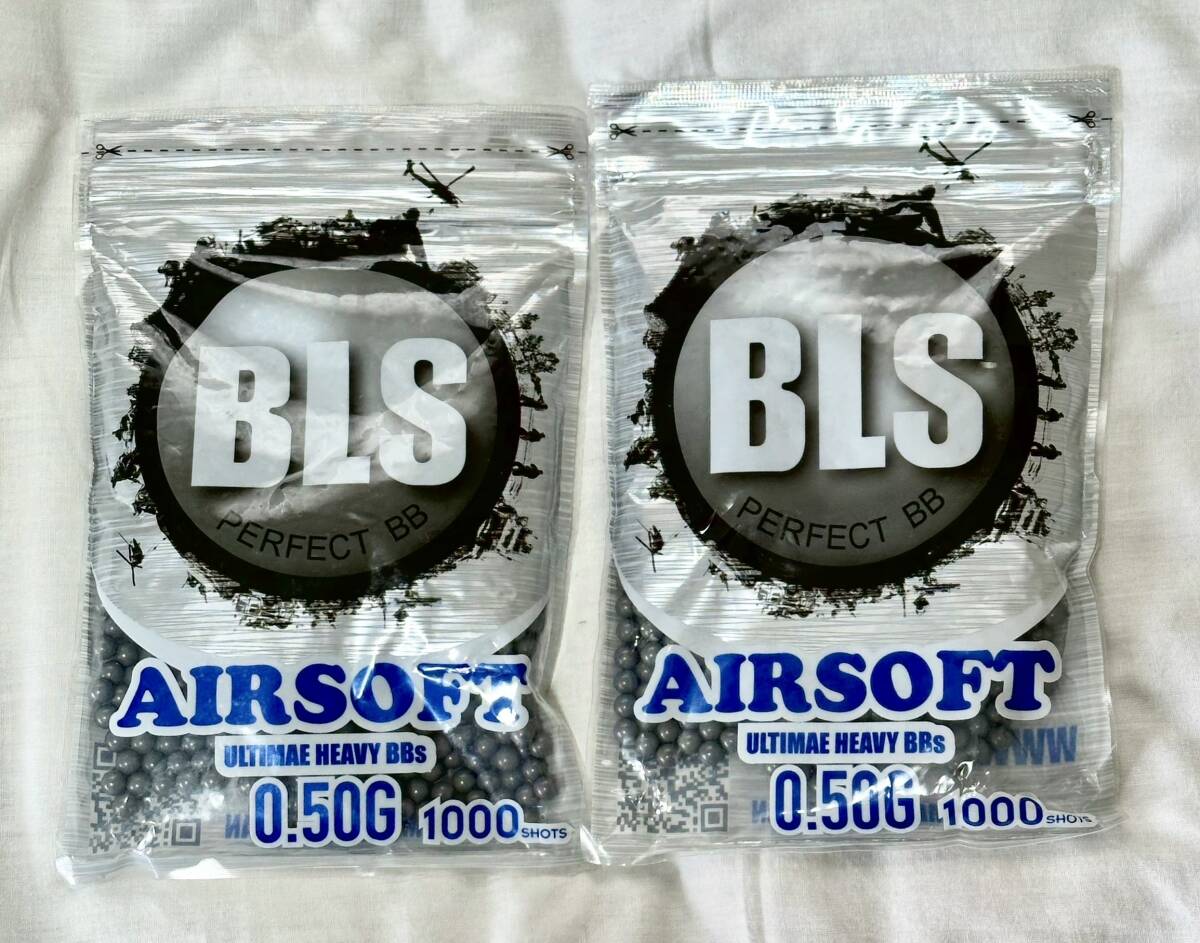 BLS
PERFECT BB
AIRSOFT
ULTIMAE HEAVY BBs
0.50G 1000 SHOTS
BLS
PERFECT BB
AIRSOFT
ULTIMAE HEAVY BBs
0.50G 1000 SHOTS